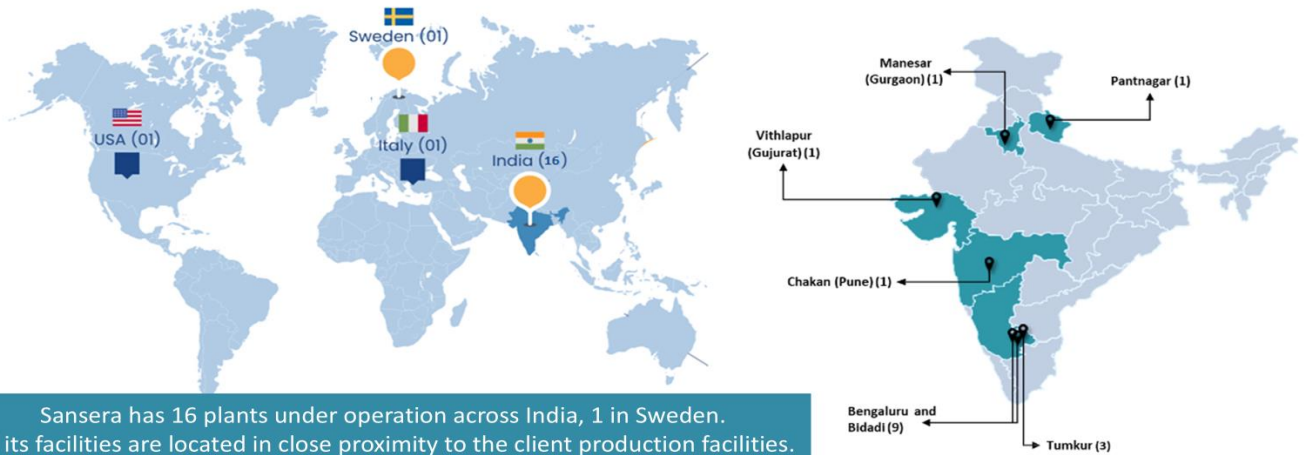 Sweden (01)
USA (01)
Italy (01)
India (16)
Sansera has 16 plants under operation across India, 1 in Sweden.
its facilities are located in close proximity to the client production facilities.
Manesar
(Gurgaon) (1)
Pantnagar (1)
Vithlapur
(Gujurat) (1)
Chakan (Pune) (1)
Bengaluru and
Bidadi (9)
Tumkur (3)